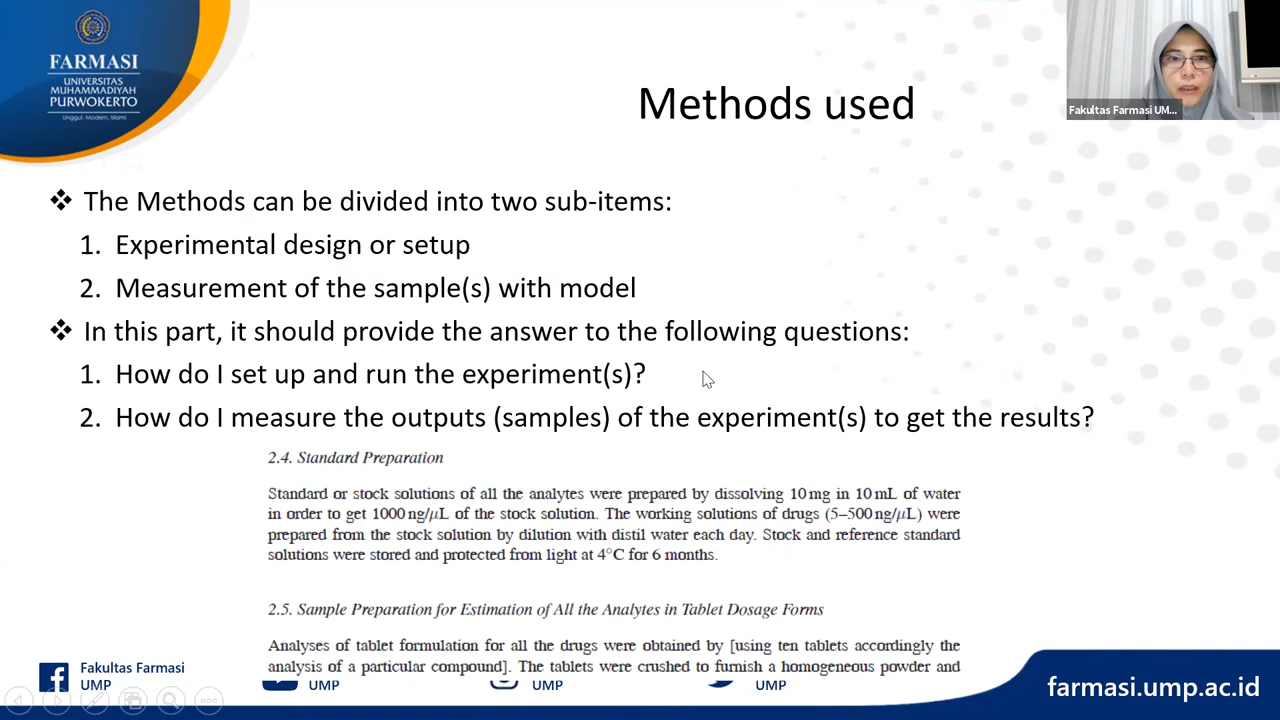 FARMASI
UNIVERSITAS
MUHAMMADIYAH
PURWOKERTO
Unggul, Modern, Islami
Fakultas Farmasi UM...
Methods used
❖ The Methods can be divided into two sub-items:
1. Experimental design or setup
2. Measurement of the sample(s) with model
❖ In this part, it should provide the answer to the following questions:
1. How do I set up and run the experiment(s)?
2. How do I measure the outputs (samples) of the experiment(s) to get the results?
2.4. Standard Preparation
Standard or stock solutions of all the analytes were prepared by dissolving 10 mg in 10 mL of water
in order to get 1000 ng/μL of the stock solution. The working solutions of drugs (5–500 ng/μL) were
prepared from the stock solution by dilution with distil water each day. Stock and reference standard
solutions were stored and protected from light at 4°C for 6 months.
2.5. Sample Preparation for Estimation of All the Analytes in Tablet Dosage Forms
Analyses of tablet formulation for all the drugs were obtained by [using ten tablets accordingly the
analysis of a particular compound]. The tablets were crushed to furnish a homogeneous powder and
Fakultas Farmasi
UMP
UMP
UMP
UMP
farmasi.ump.ac.id